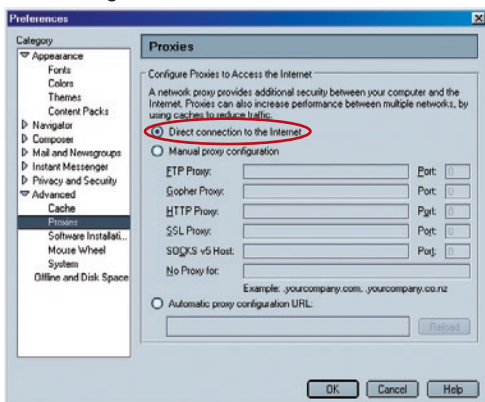 Preferences
Category
Appearance
Fonts
Colors
Themes
Content Packs
Navigator
Composer
Mail and Newsgroups
Instant Messenger
Privacy and Security
Advanced
Cache
Proxies
Software Installati...
Mouse Wheel
System
Offline and Disk Space
Proxies
Configure Proxies to Access the Internet
A network proxy provides additional security between your computer and the
Internet. Proxies can also increase performance between multiple networks, by
using caches to reduce traffic.
Direct connection to the Internet
Manual proxy configuration
FTP Proxy: Port: 0
Gopher Proxy: Port: 0
HTTP Proxy: Port: 0
SSL Proxy: Port: 0
SOCKS v5 Host: Port: 0
No Proxy for:
Example: .yourcompany.com, .yourcompany.co.nz
Automatic proxy configuration URL:
Reload
OK Cancel Help